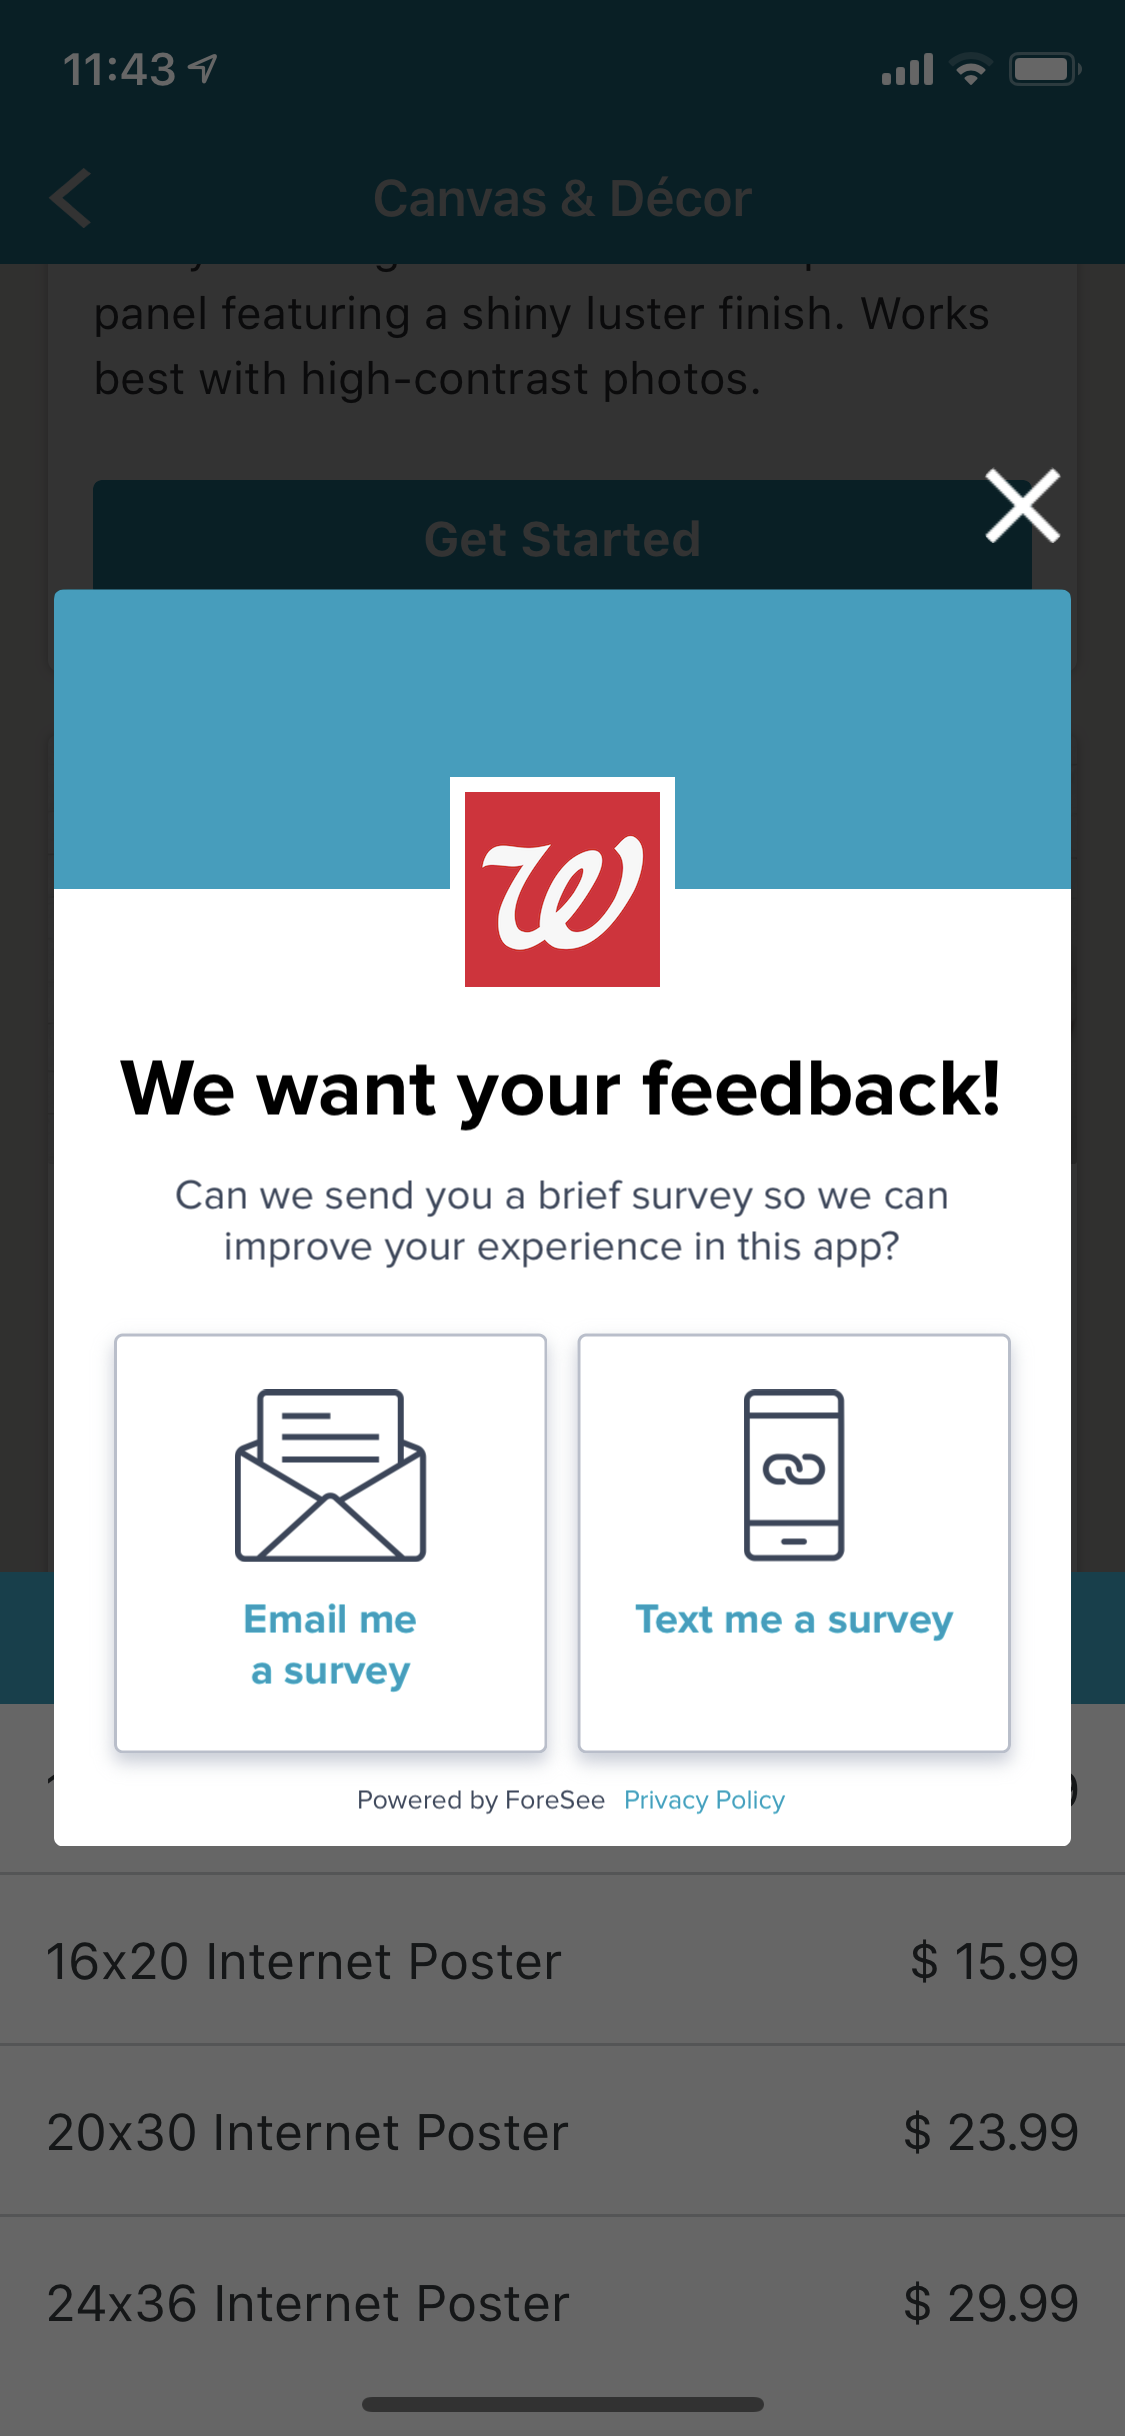 11:43
Canvas & Décor
panel featuring a shiny luster finish. Works
best with high-contrast photos.
Get Started
W
We want your feedback!
Can we send you a brief survey so we can
improve your experience in this app?
Email me
a survey
Text me a survey
Powered by ForeSee Privacy Policy
16x20 Internet Poster $ 15.99
20x30 Internet Poster $ 23.99
24x36 Internet Poster $ 29.99